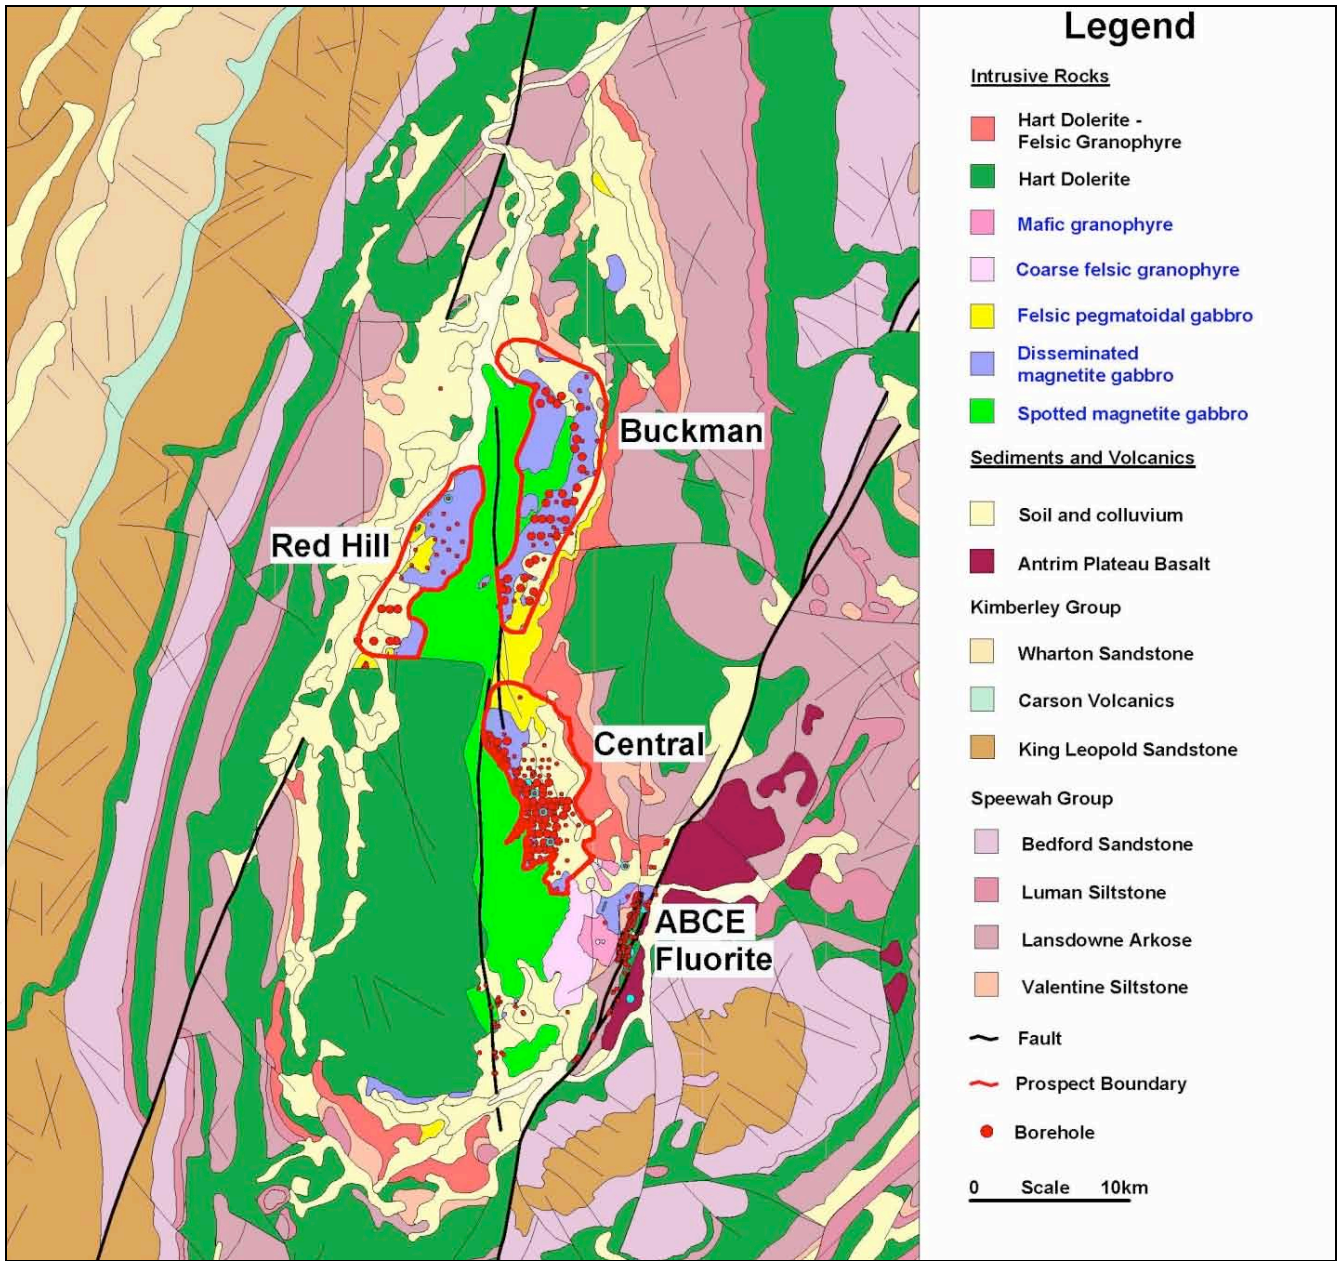 Buckman
Red Hill
Central
ABCE
Fluorite
Legend
Intrusive Rocks
Hart Dolerite -
Felsic Granophyre
Hart Dolerite
Mafic granophyre
Coarse felsic granophyre
Felsic pegmatoidal gabbro
Disseminated
magnetite gabbro
Spotted magnetite gabbro
Sediments and Volcanics
Soil and colluvium
Antrim Plateau Basalt
Kimberley Group
Wharton Sandstone
Carson Volcanics
King Leopold Sandstone
Speewah Group
Bedford Sandstone
Luman Siltstone
Lansdowne Arkose
Valentine Siltstone
Fault
Prospect Boundary
Borehole
0 Scale 10km